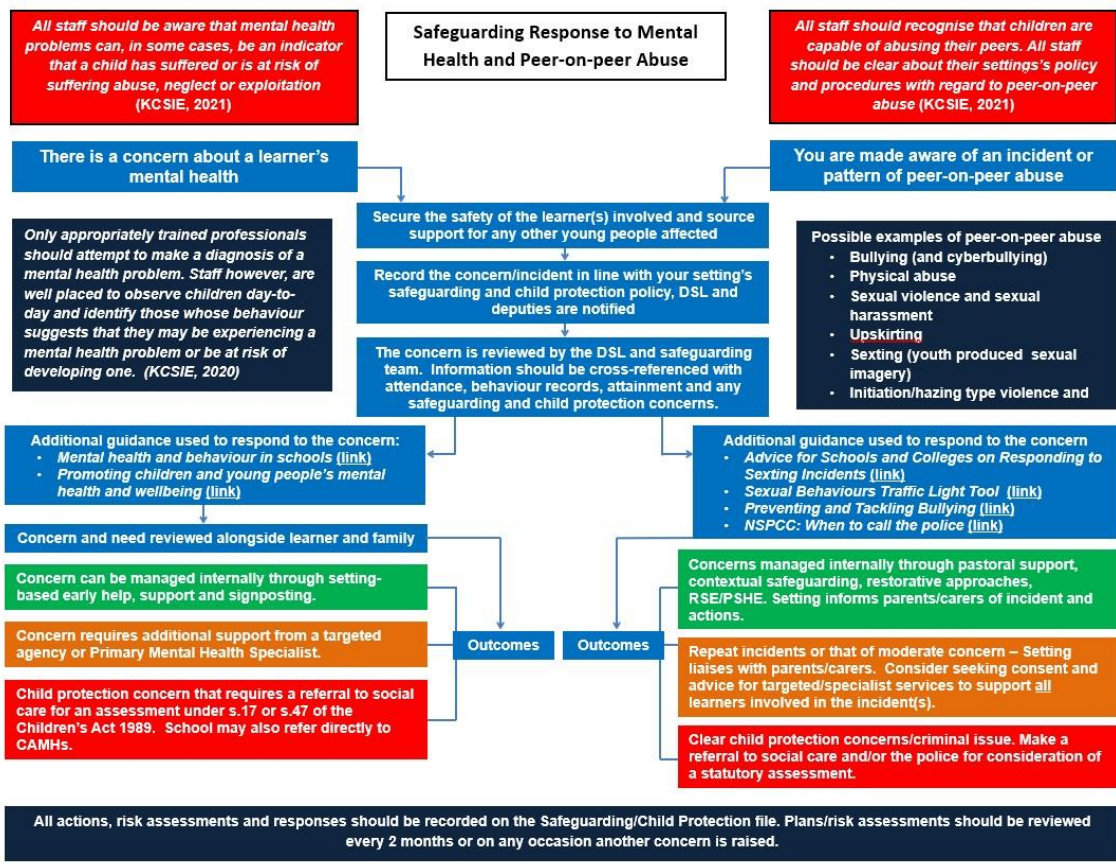 All staff should be aware that mental health
problems can, in some cases, be an indicator
that a child has suffered or is at risk of
suffering abuse, neglect or exploitation
(KCSIE, 2021)
Safeguarding Response to Mental
Health and Peer-on-peer Abuse
All staff should recognise that children are
capable of abusing their peers. All staff
should be clear about their settings's policy
and procedures with regard to peer-on-peer
abuse (KCSIE, 2021)
There is a concern about a learner's
mental health
You are made aware of an incident or
pattern of peer-on-peer abuse
Secure the safety of the learner(s) involved and source
support for any other young people affected
Only appropriately trained professionals
should attempt to make a diagnosis of a
mental health problem. Staff however, are
well placed to observe children day-to-
day and identify those whose behaviour
suggests that they may be experiencing a
mental health problem or be at risk of
developing one.  (KCSIE, 2020)
Record the concern/incident in line with your setting's
safeguarding and child protection policy, DSL and
deputies are notified
The concern is reviewed by the DSL and safeguarding
team.  Information should be cross-referenced with
attendance, behaviour records, attainment and any
safeguarding and child protection concerns.
Possible examples of peer-on-peer abuse
• Bullying (and cyberbullying)
• Physical abuse
• Sexual violence and sexual
harassment
• Upskirting
• Sexting (youth produced  sexual
imagery)
• Initiation/hazing type violence and
Additional guidance used to respond to the concern:
• Mental health and behaviour in schools (link)
• Promoting children and young people's mental
health and wellbeing (link)
Additional guidance used to respond to the concern
• Advice for Schools and Colleges on Responding to
Sexting Incidents (link)
• Sexual Behaviours Traffic Light Tool  (link)
• Preventing and Tackling Bullying (link)
• NSPCC: When to call the police (link)
Concern and need reviewed alongside learner and family
Concern can be managed internally through setting-
based early help, support and signposting.
Concern requires additional support from a targeted
agency or Primary Mental Health Specialist.
Child protection concern that requires a referral to social
care for an assessment under s.17 or s.47 of the
Children's Act 1989.  School may also refer directly to
CAMHs.
Outcomes
Outcomes
Concerns managed internally through pastoral support,
contextual safeguarding, restorative approaches,
RSE/PSHE. Setting informs parents/carers of incident and
actions.
Repeat incidents or that of moderate concern – Setting
liaises with parents/carers.  Consider seeking consent and
advice for targeted/specialist services to support all
learners involved in the incident(s).
Clear child protection concerns/criminal issue. Make a
referral to social care and/or the police for consideration of
a statutory assessment.
All actions, risk assessments and responses should be recorded on the Safeguarding/Child Protection file. Plans/risk assessments should be reviewed
every 2 months or on any occasion another concern is raised.